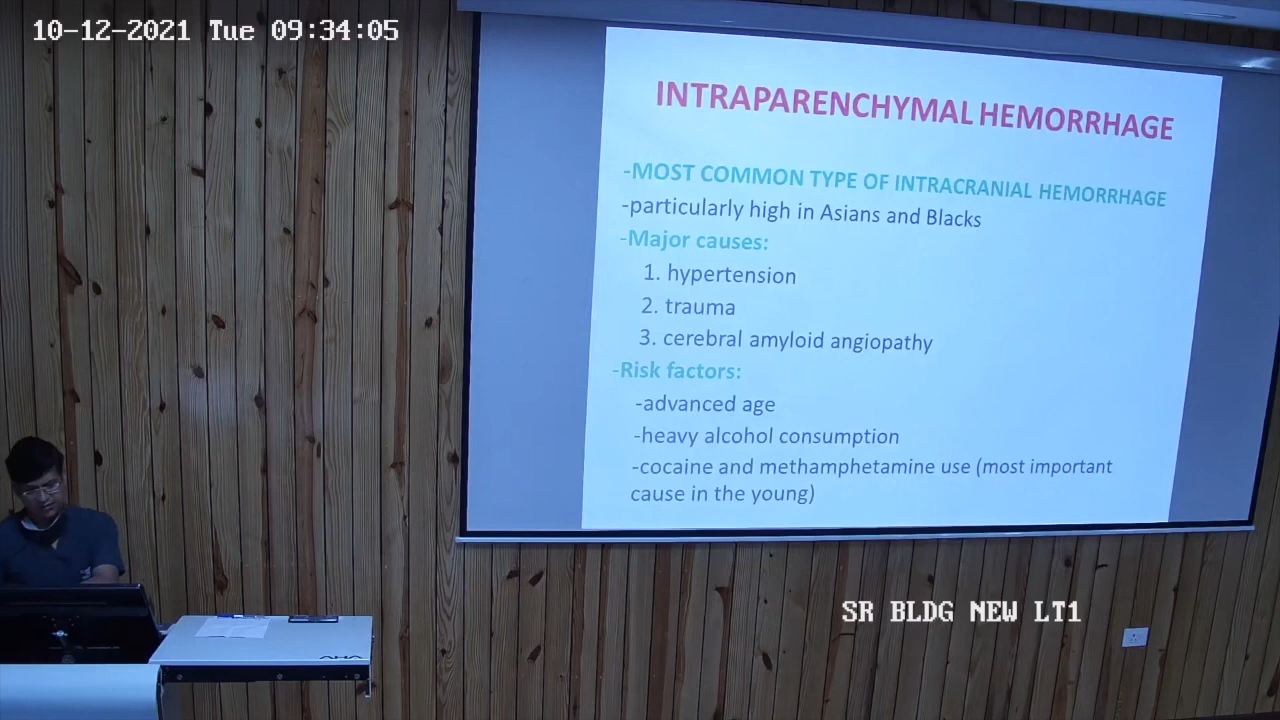 10-12-2021 Tue 09:34:05
INTRAPARENCHYMAL HEMORRHAGE
-MOST COMMON TYPE OF INTRACRANIAL HEMORRHAGE
-particularly high in Asians and Blacks
-Major causes:
1. hypertension
2. trauma
3. cerebral amyloid angiopathy
-Risk factors:
-advanced age
-heavy alcohol consumption
-cocaine and methamphetamine use (most important
cause in the young)
SR BLDG NEW LT1
AHA